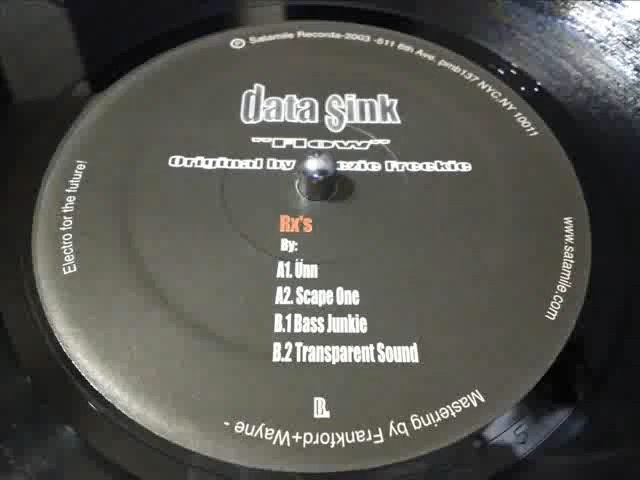 © Satamile Records-2003 -511 6th Ave. pmb137 NYC.NY 10011
data sink
"Flow"
Original by Freekie
Rx's
By:
A1. Ünn
A2. Scape One
B.1 Bass Junkie
B.2 Transparent Sound
B.
Electro for the future!
www.satamile.com
Mastering by Frankford+Wayne -